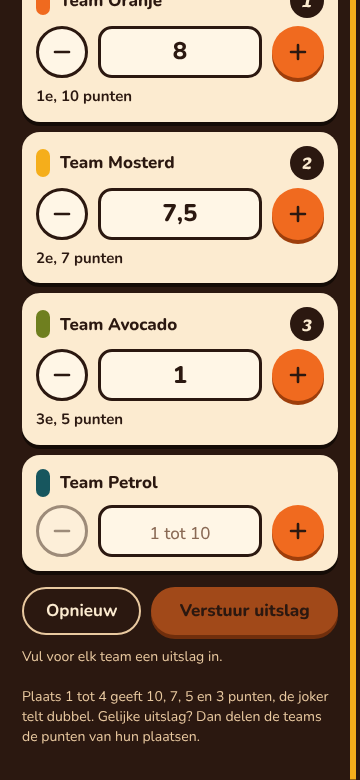 Team Oranje 1
− 8 +
1e, 10 punten
Team Mosterd 2
− 7,5 +
2e, 7 punten
Team Avocado 3
− 1 +
3e, 5 punten
Team Petrol
− 1 tot 10 +
Opnieuw Verstuur uitslag
Vul voor elk team een uitslag in.
Plaats 1 tot 4 geeft 10, 7, 5 en 3 punten, de joker
telt dubbel. Gelijke uitslag? Dan delen de teams
de punten van hun plaatsen.